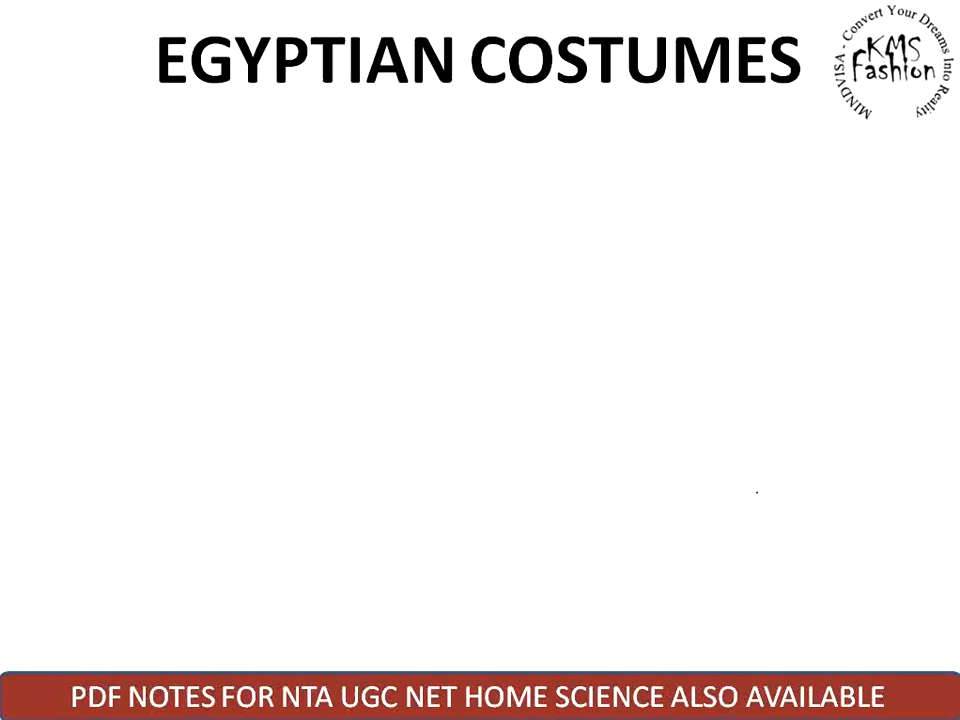 EGYPTIAN COSTUMES
MINDVISA - Convert Your Dreams Into Reality
KMS
Fashion
.
PDF NOTES FOR NTA UGC NET HOME SCIENCE ALSO AVAILABLE